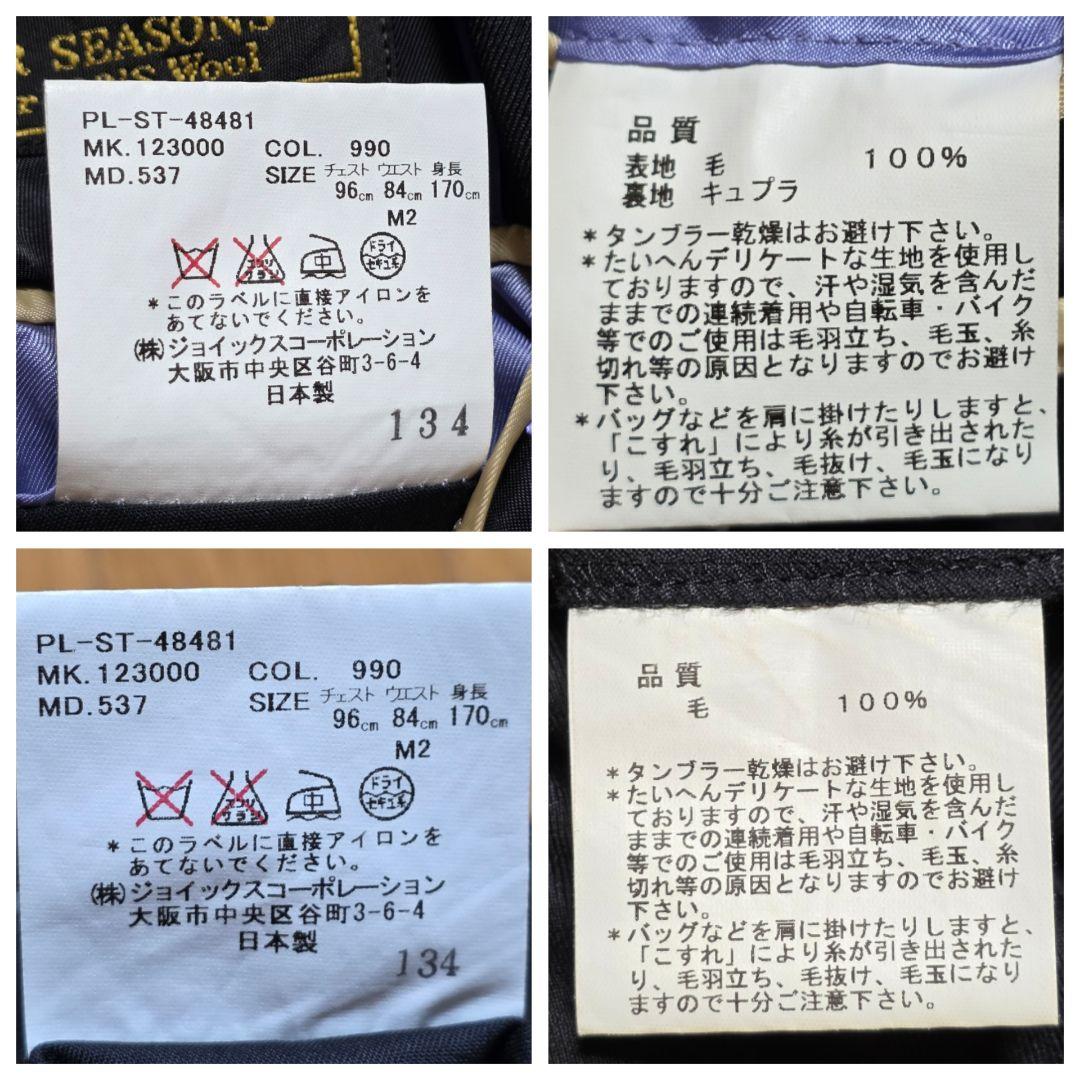 SEASONS
Wool
PL-ST-48481
MK.123000 COL. 990
MD.537 SIZE チェスト ウエスト 身長
96cm 84cm 170cm
M2
エンソ サラシ 中 ドライ セキユ系
*このラベルに直接アイロンを
あてないでください。
(株)ジョイックスコーポレーション
大阪市中央区谷町3-6-4
日本製
134
品質
表地 毛 100%
裏地 キュプラ
*タンブラー乾燥はお避け下さい。
*たいへんデリケートな生地を使用し
ておりますので、汗や湿気を含んだ
ままでの連続着用や自転車・バイク
等でのご使用は毛羽立ち、毛玉、糸
切れ等の原因となりますのでお避け
下さい。
*バッグなどを肩に掛けたりしますと、
「こすれ」により糸が引き出された
り、毛羽立ち、毛抜け、毛玉になり
ますので十分ご注意下さい。
PL-ST-48481
MK.123000 COL. 990
MD.537 SIZE チェスト ウエスト 身長
96cm 84cm 170cm
M2
エンソ サラシ 中 ドライ セキユ系
*このラベルに直接アイロンを
あてないでください。
(株)ジョイックスコーポレーション
大阪市中央区谷町3-6-4
日本製
134
品質
毛 100%
*タンブラー乾燥はお避け下さい。
*たいへんデリケートな生地を使用し
ておりますので、汗や湿気を含んだ
ままでの連続着用や自転車・バイク
等でのご使用は毛羽立ち、毛玉、糸
切れ等の原因となりますのでお避け
下さい。
*バッグなどを肩に掛けたりしますと、
「こすれ」により糸が引き出された
り、毛羽立ち、毛抜け、毛玉になり
ますので十分ご注意下さい。